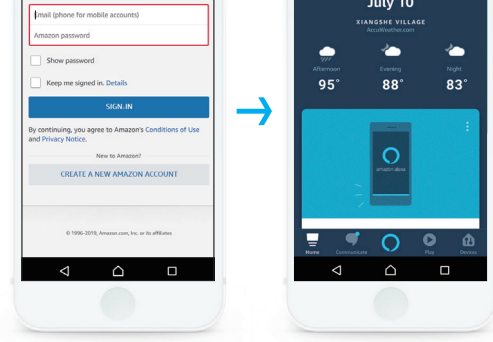 Email (phone for mobile accounts)
Amazon password
Show password
Keep me signed in. Details
SIGN-IN
By continuing, you agree to Amazon's Conditions of Use
and Privacy Notice.
New to Amazon?
CREATE A NEW AMAZON ACCOUNT
© 1996-2018, Amazon.com, Inc. or its affiliates
July 10
XIANGSHE VILLAGE
AccuWeather.com
Afternoon Evening Night
95° 88° 83°
amazon alexa
Home Communicate Play Devices